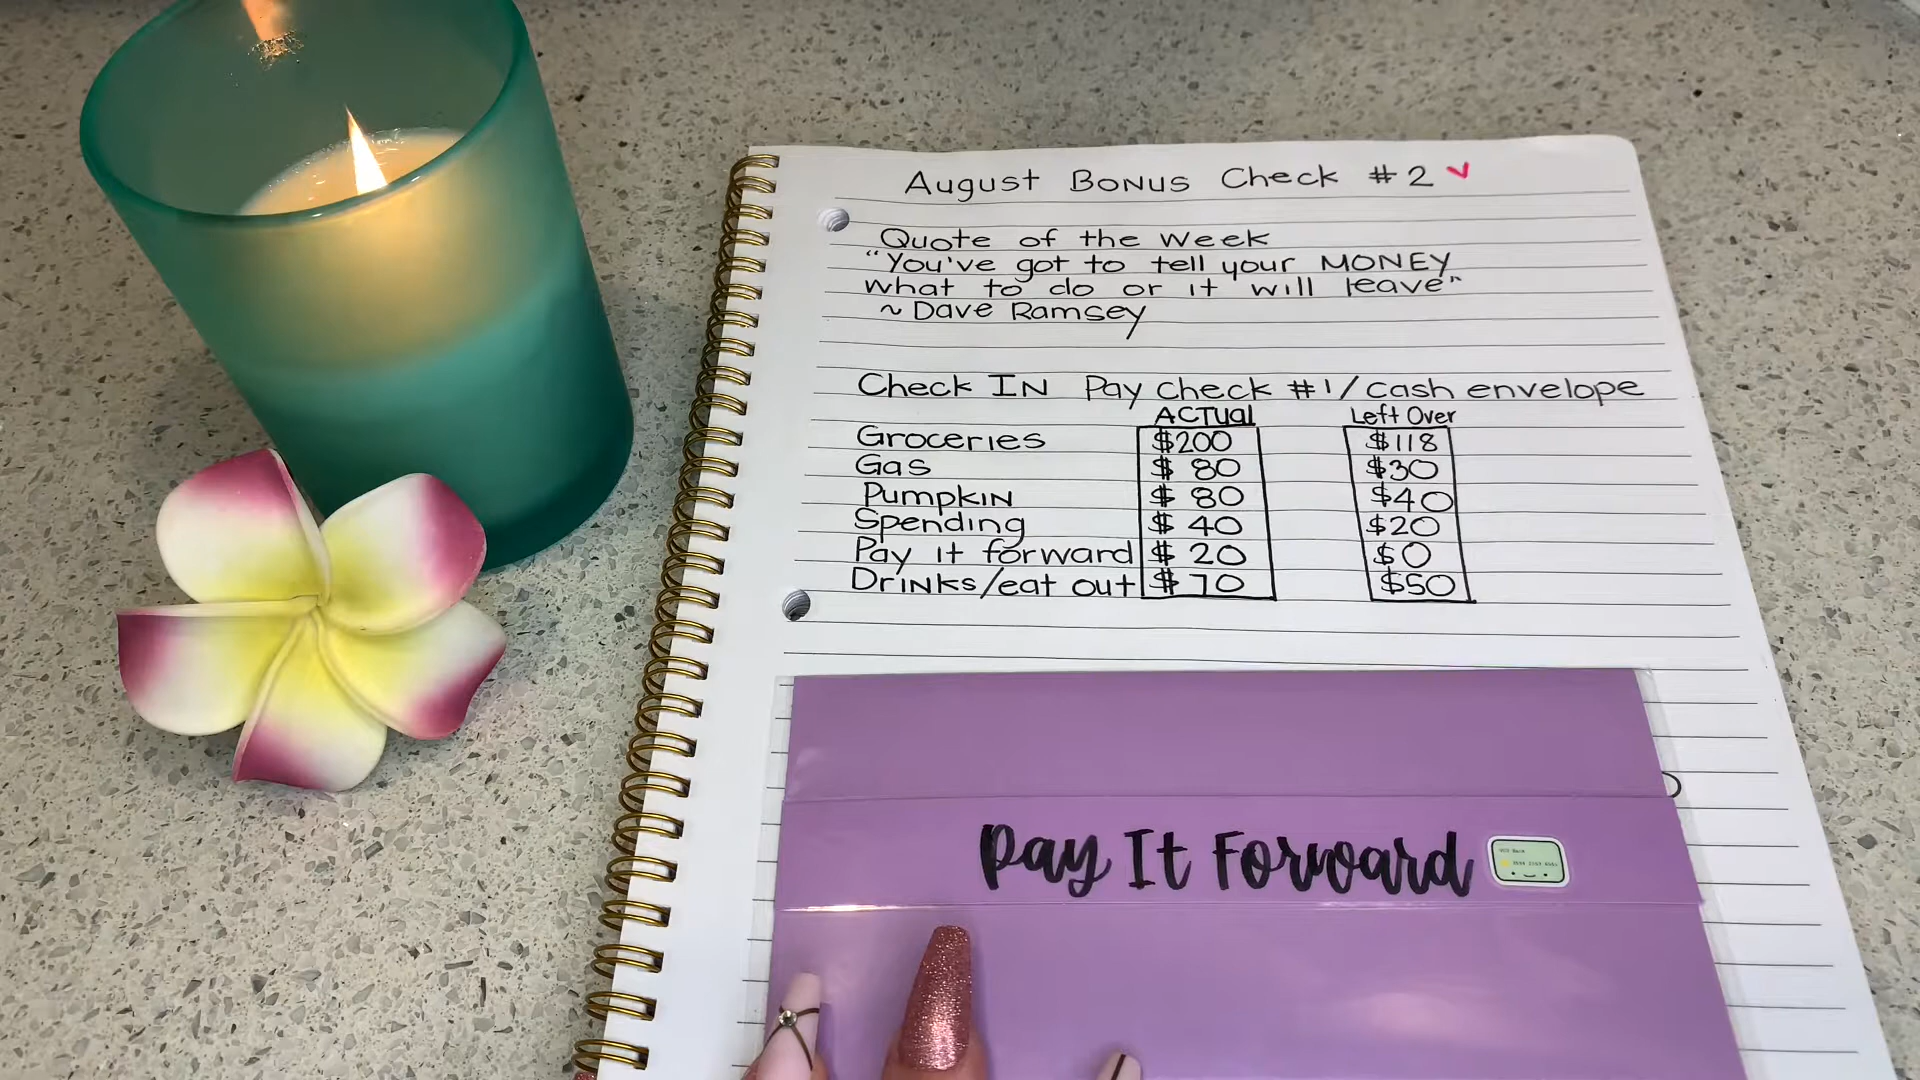 August BONUS Check #2
Quote of the Week
"You've got to tell your MONEY
what to do or it will leave"
~ Dave Ramsey
Check IN Pay check #1/cash envelope
ACTUAL Left Over
Groceries $200 $118
Gas $80 $30
Pumpkin $80 $40
Spending $40 $20
Pay it forward $20 $0
Drinks/eat out $70 $50
Pay It Forward